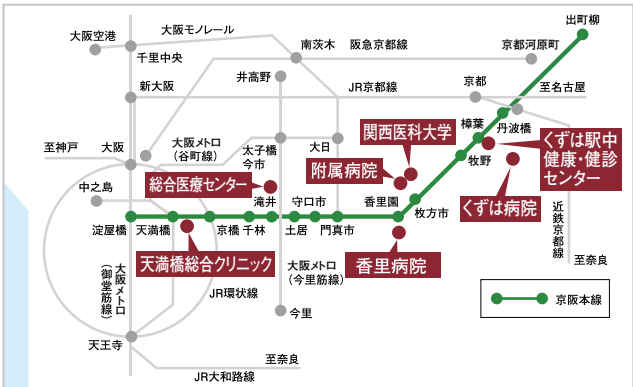 出町柳
大阪モノレール
大阪空港
南茨木
阪急京都線
京都河原町
千里中央
井高野
新大阪
JR京都線
京都
至名古屋
丹波橋
樟葉
牧野
関西医科大学
くずは駅中
健康・健診
センター
大阪メトロ
(谷町線)
太子橋
今市
大日
至神戸
大阪
附属病院
総合医療センター
中之島
滝井
守口市
香里園
枚方市
くずは病院
近鉄京都線
淀屋橋
天満橋
京橋
千林
土居
門真市
天満橋総合クリニック
香里病院
至奈良
大阪メトロ
(御堂筋線)
大阪メトロ
(今里筋線)
JR環状線
今里
京阪本線
天王寺
至奈良
JR大和路線